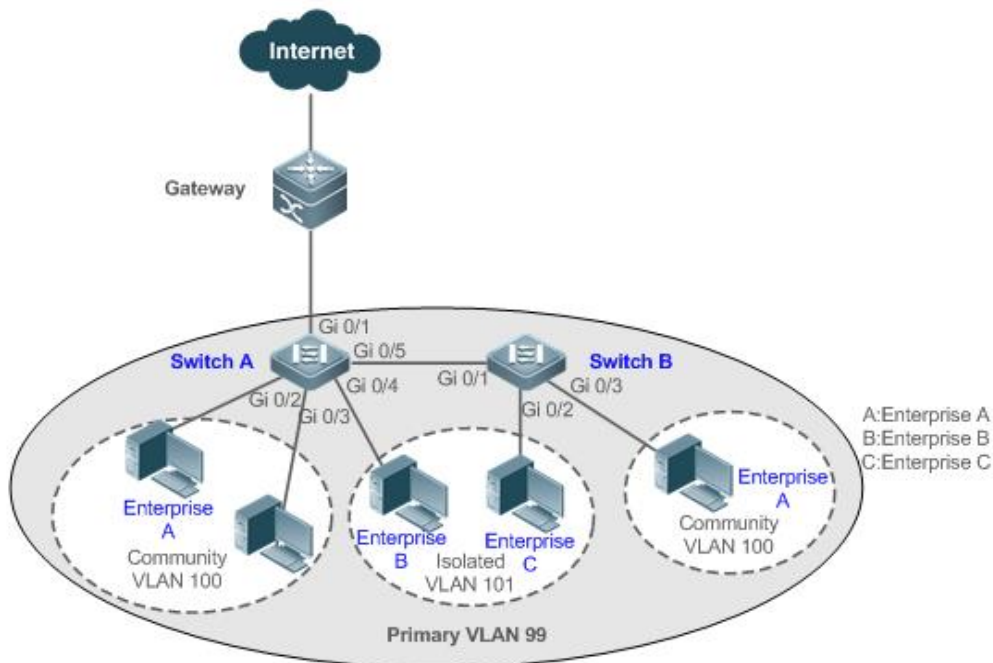 Internet
Gateway
Gi 0/1
Switch A
Gi 0/5
Switch B
Gi 0/4
Gi 0/1
Gi 0/3
Gi 0/2
Gi 0/3
Gi 0/2
A:Enterprise A
B:Enterprise B
C:Enterprise C
Enterprise
A
Community
VLAN 100
Enterprise
B
Enterprise
C
Isolated
VLAN 101
Enterprise
A
Community
VLAN 100
Primary VLAN 99